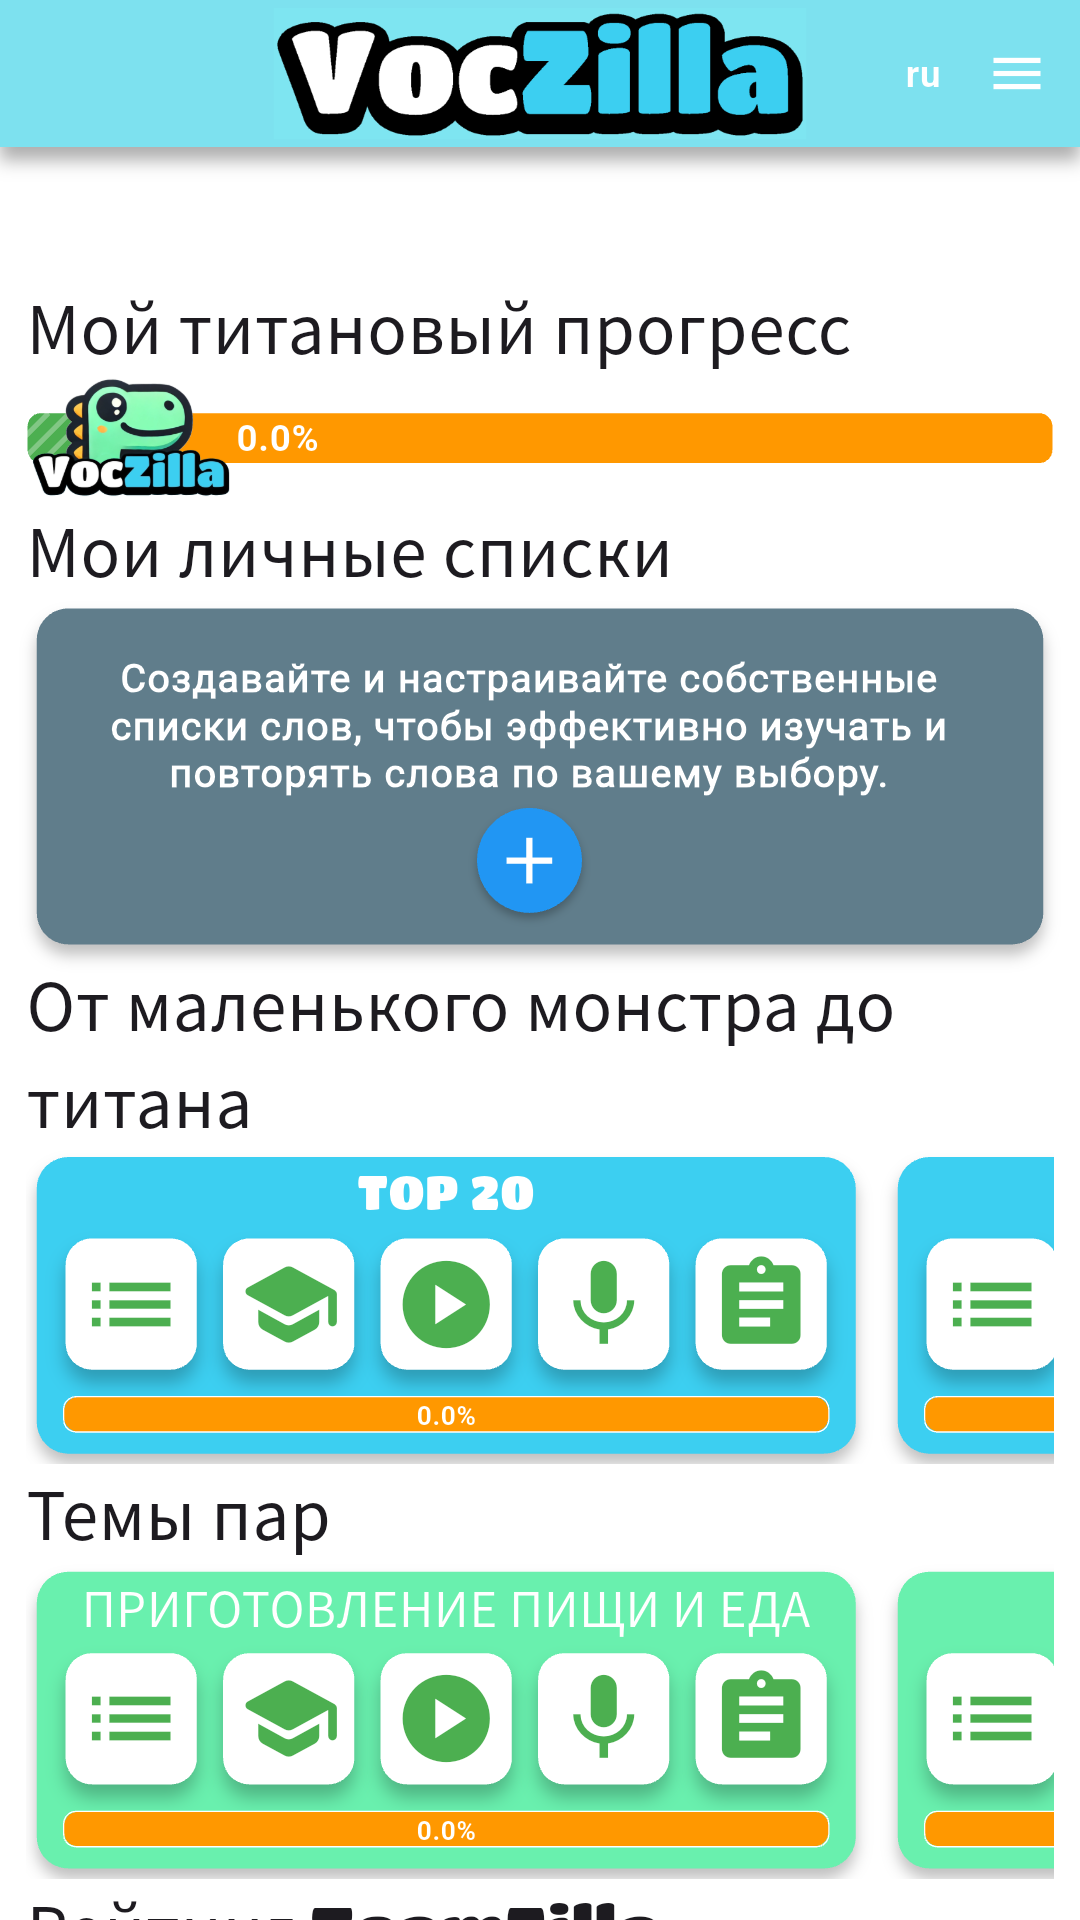 VocZilla
ru
Мой титановый прогресс
0.0%
VocZilla
Мои личные списки
Создавайте и настраивайте собственные
списки слов, чтобы эффективно изучать и
повторять слова по вашему выбору.
От маленького монстра до
титана
TOP 20
0.0%
Темы пар
ПРИГОТОВЛЕНИЕ ПИЩИ И ЕДА
0.0%
Рейтинг TeamZilla